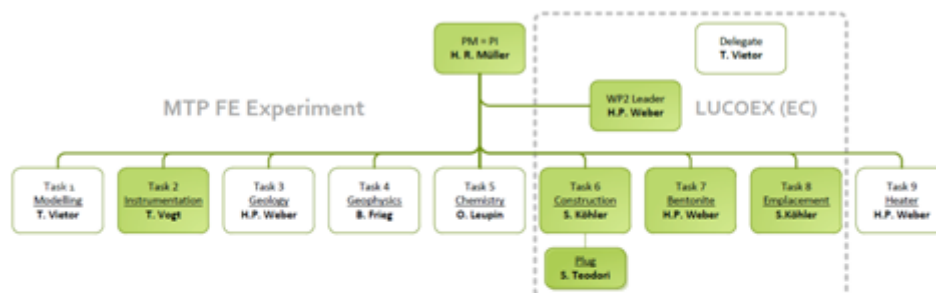 PM = PI
H. R. Müller
Delegate
T. Vietor
MTP FE Experiment
WP2 Leader
H.P. Weber
LUCOEX (EC)
Task 1
Modelling
T. Vietor
Task 2
Instrumentation
T. Vogt
Task 3
Geology
H.P. Weber
Task 4
Geophysics
B. Frieg
Task 5
Chemistry
O. Leupin
Task 6
Construction
S. Köhler
Task 7
Bentonite
H.P. Weber
Task 8
Emplacement
S.Köhler
Task 9
Heater
H.P. Weber
Plug
S. Teodori